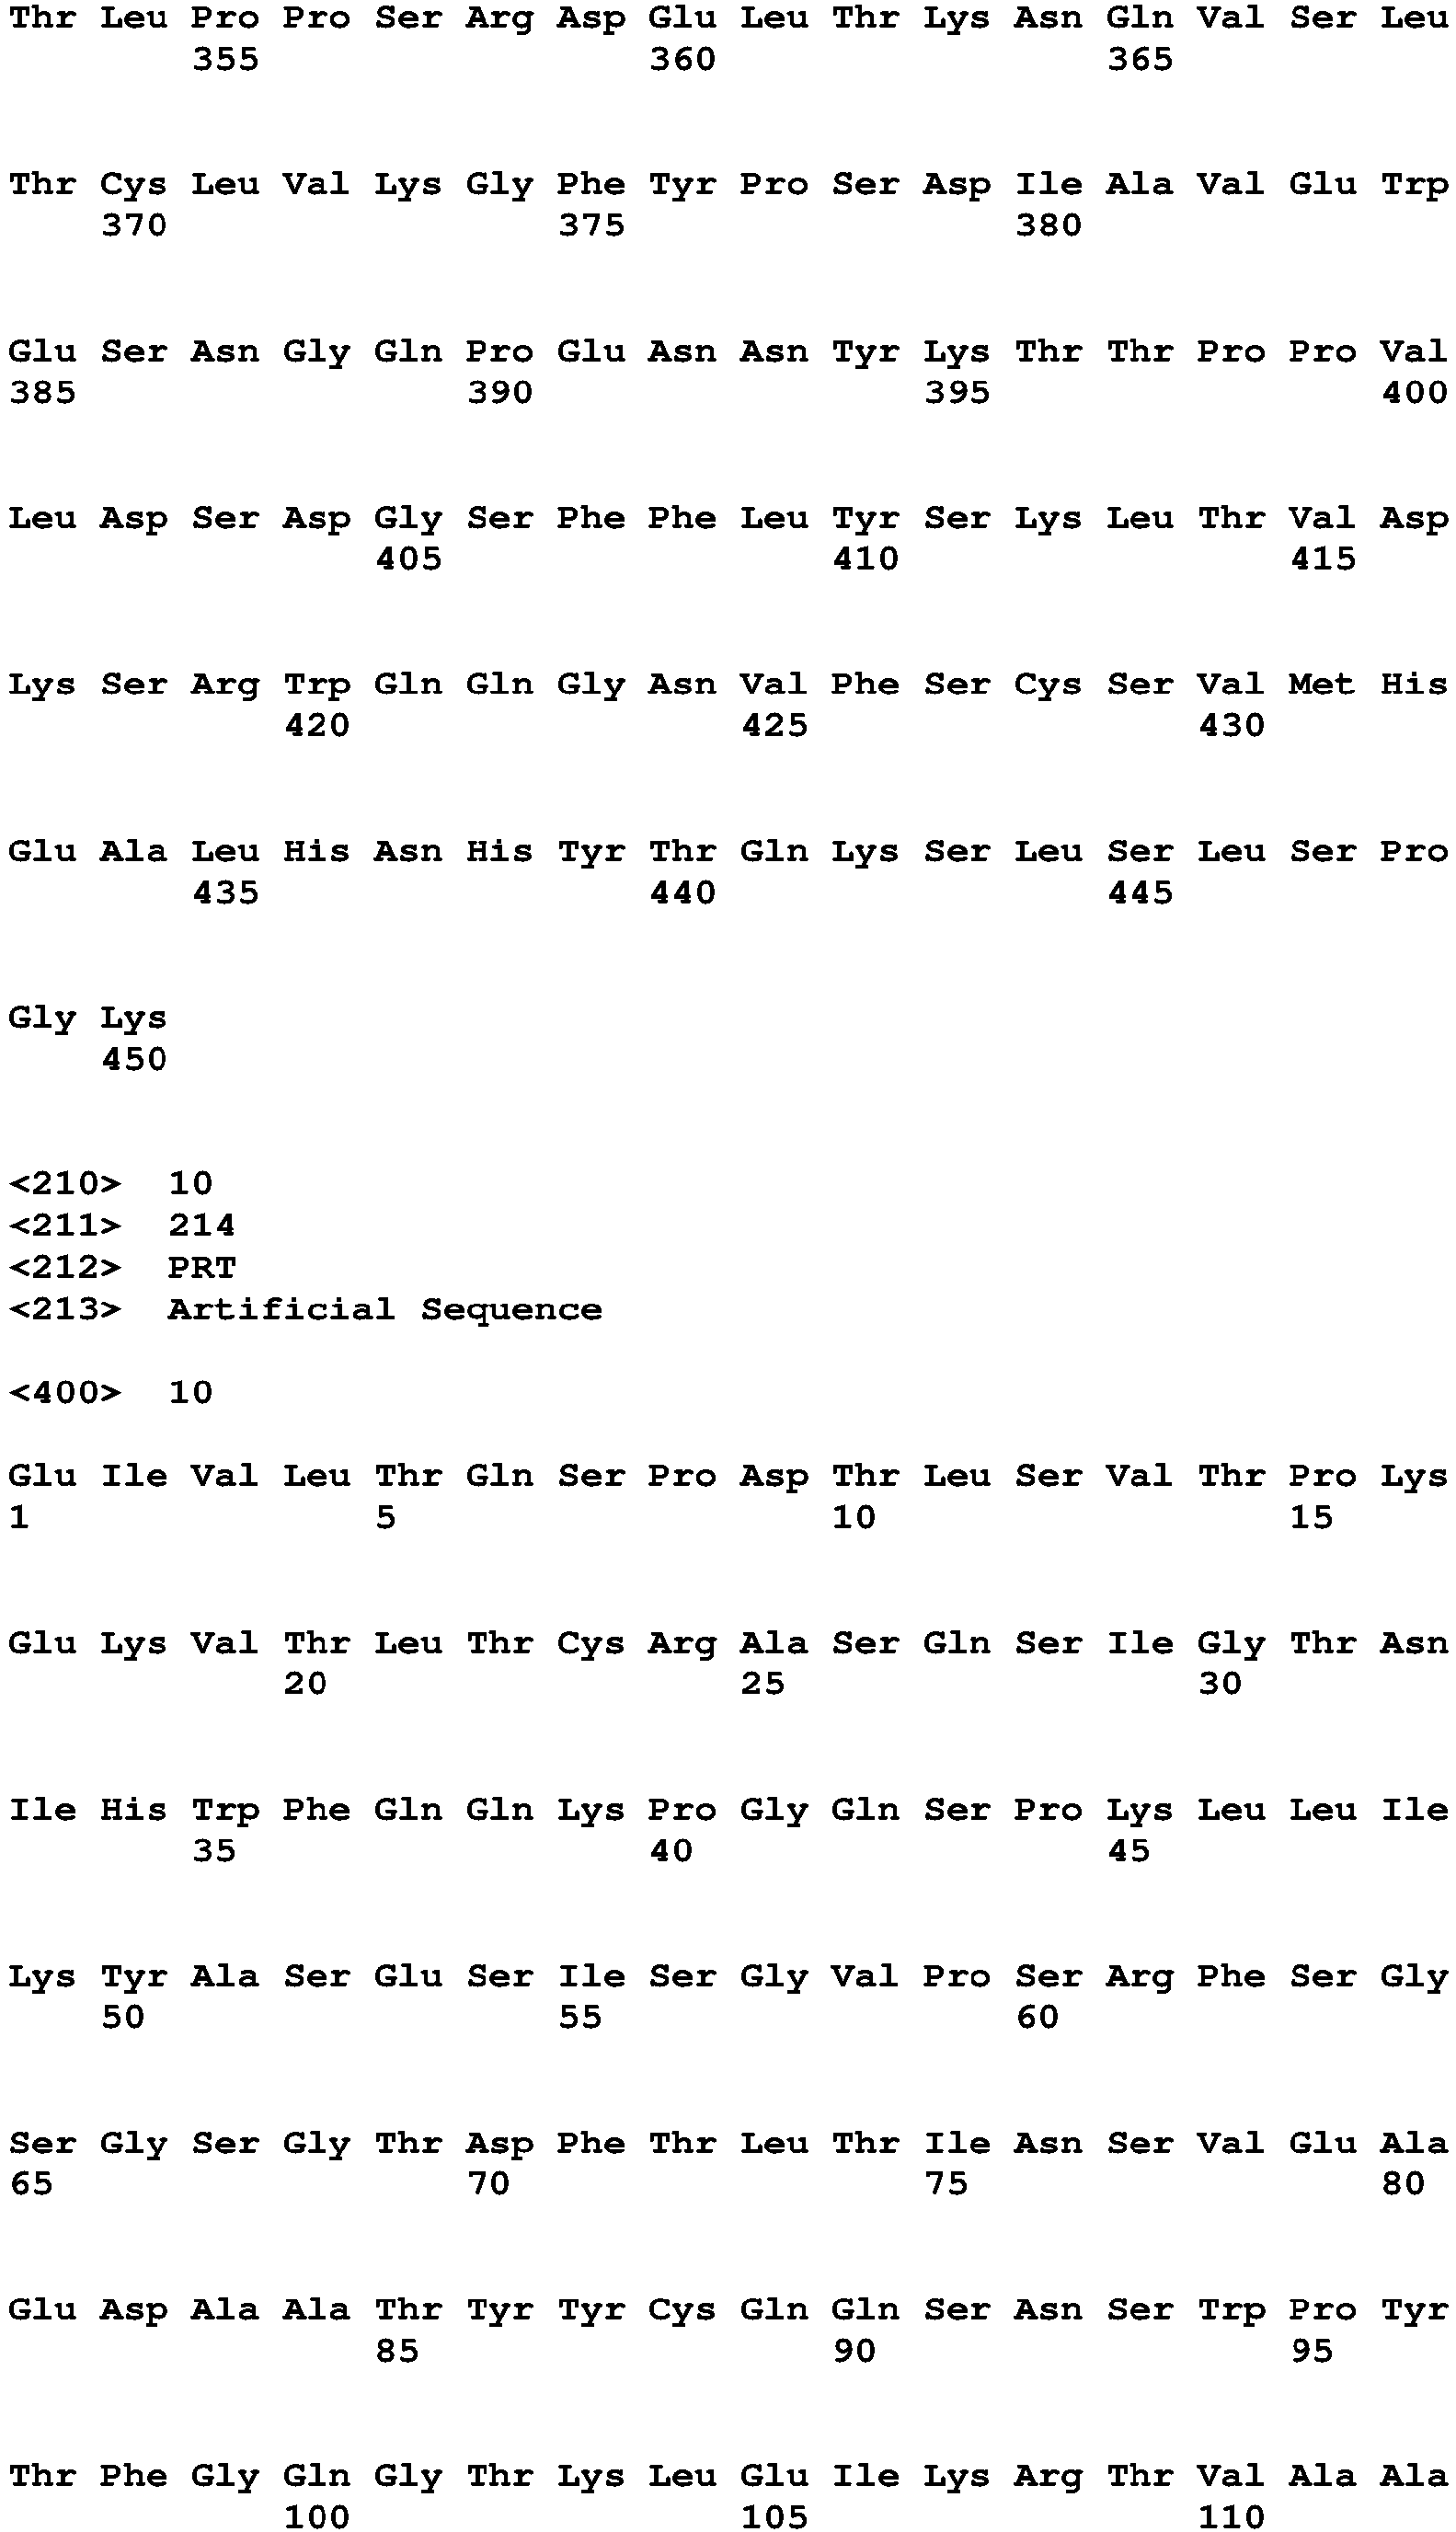 Thr Leu Pro Pro Ser Arg Asp Glu Leu Thr Lys Asn Gln Val Ser Leu
355 360 365
Thr Cys Leu Val Lys Gly Phe Tyr Pro Ser Asp Ile Ala Val Glu Trp
370 375 380
Glu Ser Asn Gly Gln Pro Glu Asn Asn Tyr Lys Thr Thr Pro Pro Val
385 390 395 400
Leu Asp Ser Asp Gly Ser Phe Phe Leu Tyr Ser Lys Leu Thr Val Asp
405 410 415
Lys Ser Arg Trp Gln Gln Gly Asn Val Phe Ser Cys Ser Val Met His
420 425 430
Glu Ala Leu His Asn His Tyr Thr Gln Lys Ser Leu Ser Leu Ser Pro
435 440 445
Gly Lys
450
<210> 10
<211> 214
<212> PRT
<213> Artificial Sequence
<400> 10
Glu Ile Val Leu Thr Gln Ser Pro Asp Thr Leu Ser Val Thr Pro Lys
1 5 10 15
Glu Lys Val Thr Leu Thr Cys Arg Ala Ser Gln Ser Ile Gly Thr Asn
20 25 30
Ile His Trp Phe Gln Gln Lys Pro Gly Gln Ser Pro Lys Leu Leu Ile
35 40 45
Lys Tyr Ala Ser Glu Ser Ile Ser Gly Val Pro Ser Arg Phe Ser Gly
50 55 60
Ser Gly Ser Gly Thr Asp Phe Thr Leu Thr Ile Asn Ser Val Glu Ala
65 70 75 80
Glu Asp Ala Ala Thr Tyr Tyr Cys Gln Gln Ser Asn Ser Trp Pro Tyr
85 90 95
Thr Phe Gly Gln Gly Thr Lys Leu Glu Ile Lys Arg Thr Val Ala Ala
100 105 110